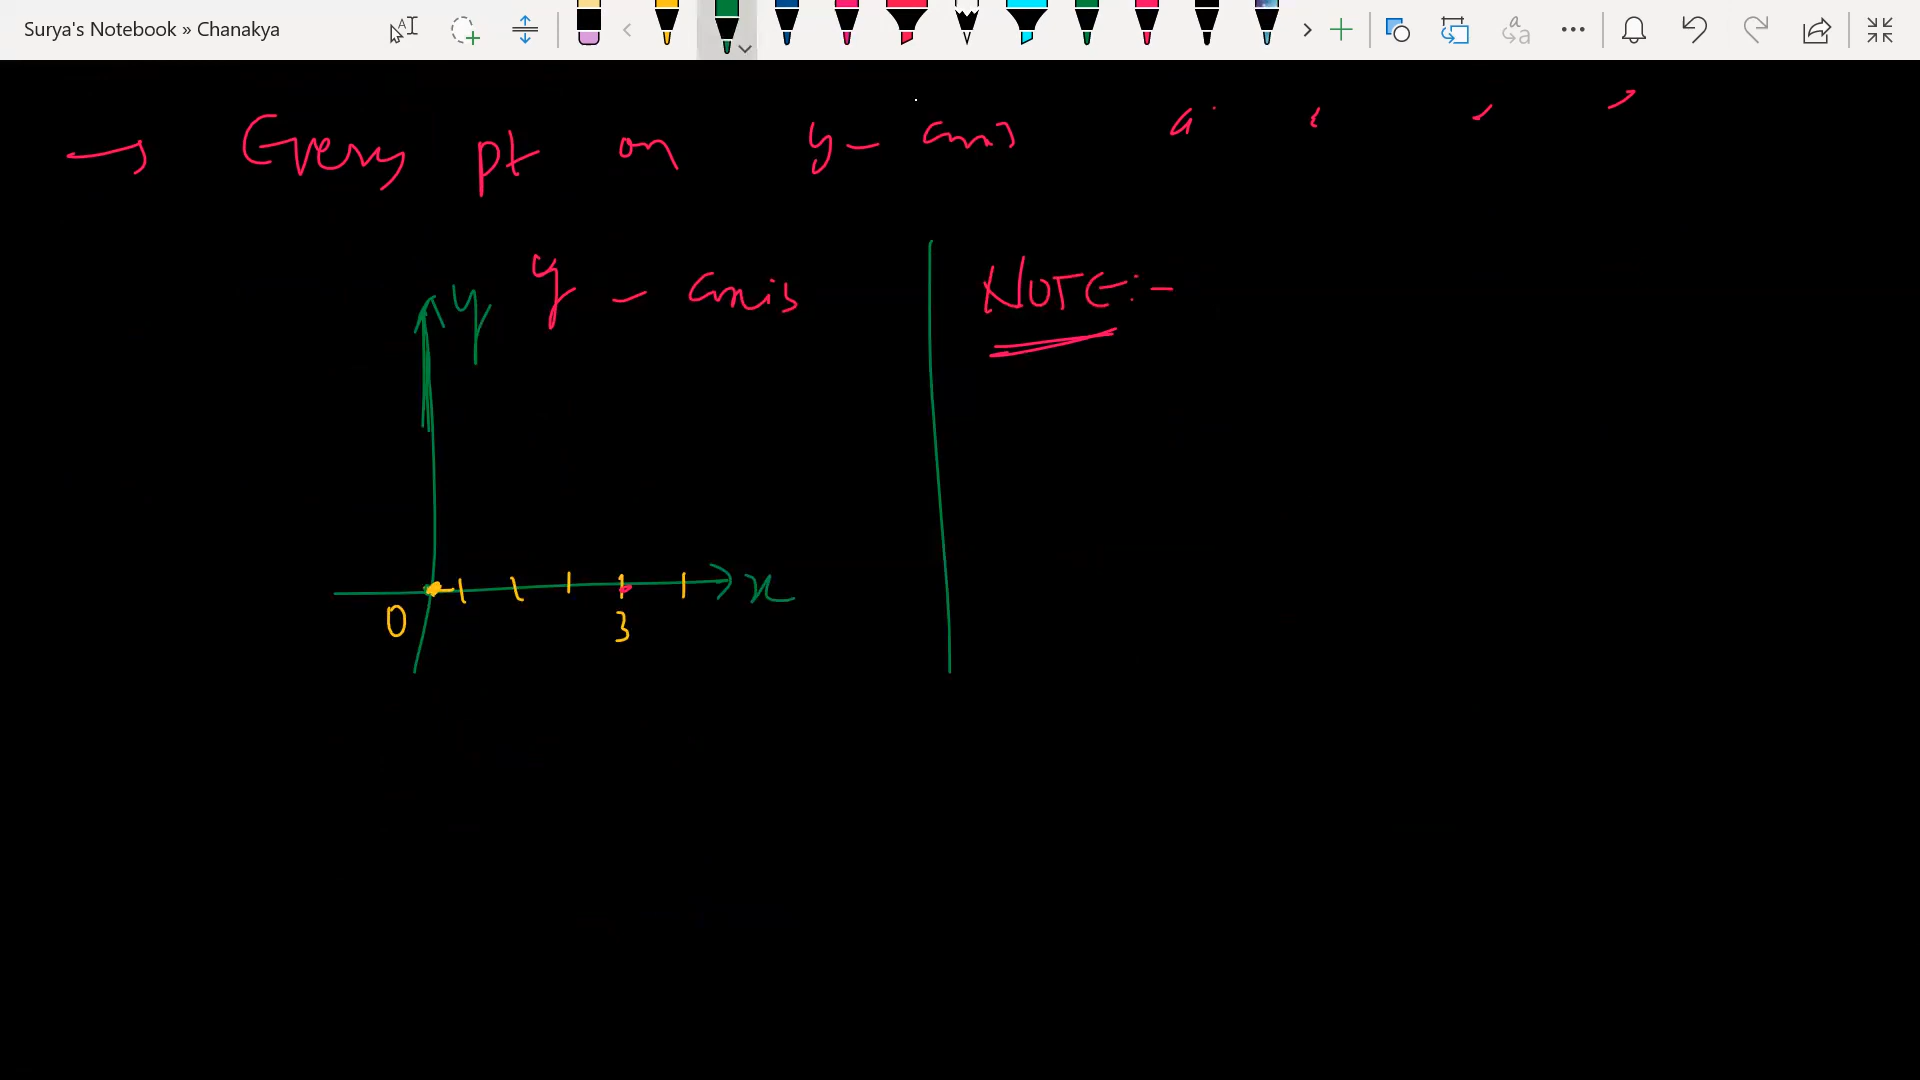 Surya's Notebook » Chanakya
→ Every pt on y- axis
y y - axis NOTE:-
x
0 3